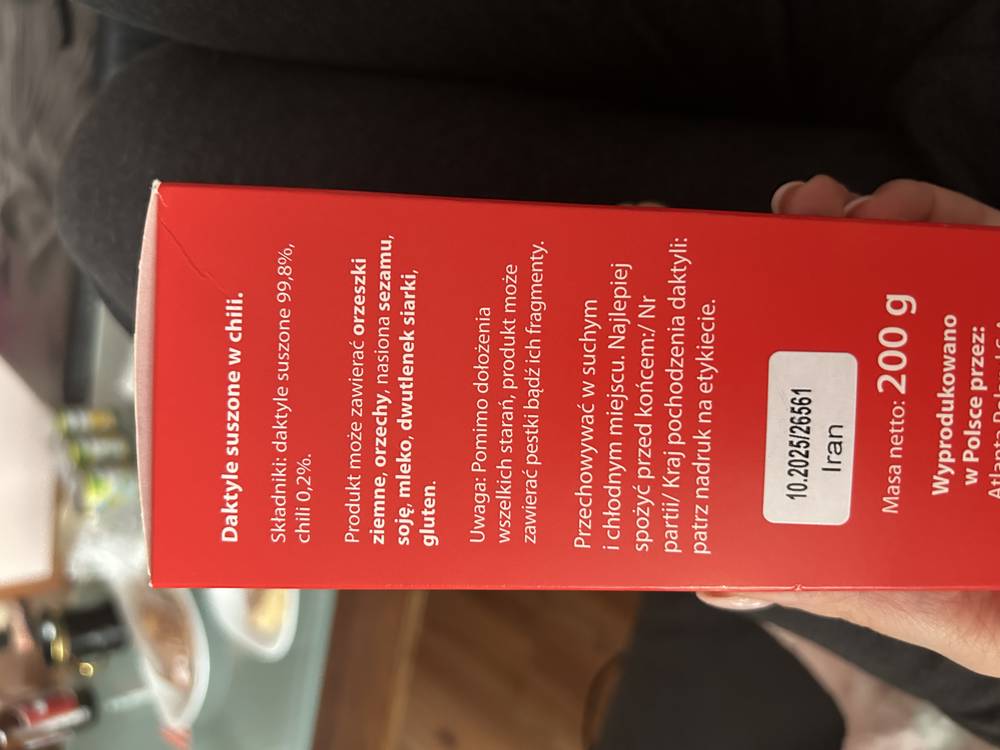 Daktyle suszone w chili.
Składniki: daktyle suszone 99,8%,
chili 0,2%.
Produkt może zawierać orzeszki
ziemne, orzechy, nasiona sezamu,
soję, mleko, dwutlenek siarki,
gluten.
Uwaga: Pomimo dołożenia
wszelkich starań, produkt może
zawierać pestki bądź ich fragmenty.
Przechowywać w suchym
i chłodnym miejscu. Najlepiej
spożyć przed końcem:/ Nr
partii/ Kraj pochodzenia daktyli:
patrz nadruk na etykiecie.
10.2025/26561
Iran
Masa netto: 200 g
Wyprodukowano
w Polsce przez: